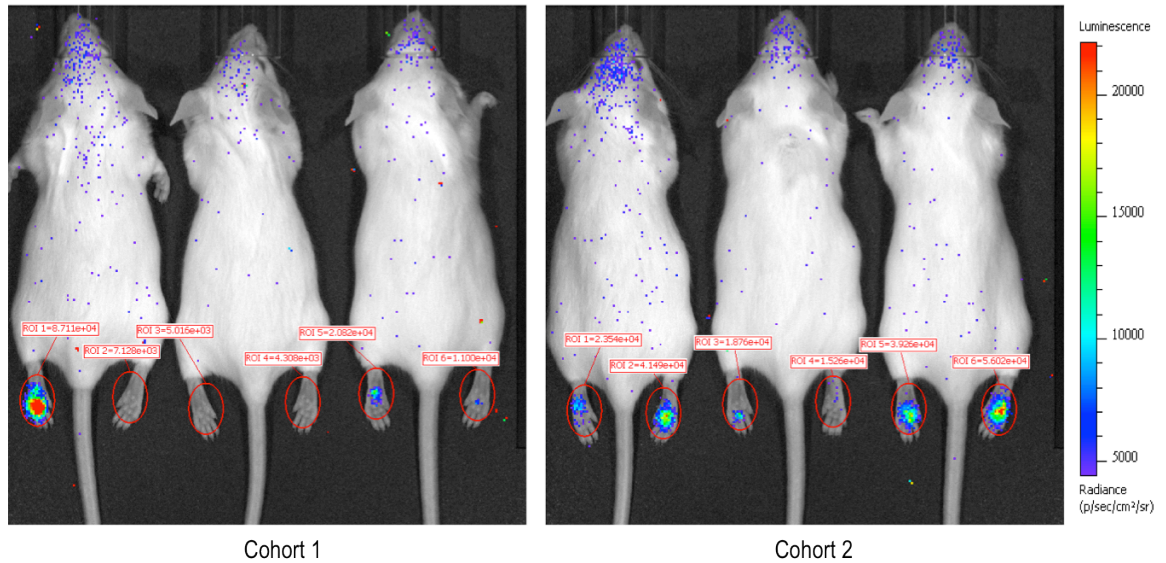 Luminescence
20000
15000
10000
5000
Radiance
(p/sec/cm²/sr)
ROI 1=8.711e+04
ROI 2=7.128e+03
ROI 3=5.016e+03
ROI 4=4.308e+03
ROI 5=2.082e+04
ROI 6=1.100e+04
ROI 1=2.354e+04
ROI 2=4.149e+04
ROI 3=1.876e+04
ROI 4=1.526e+04
ROI 5=3.926e+04
ROI 6=5.602e+04
Cohort 1
Cohort 2